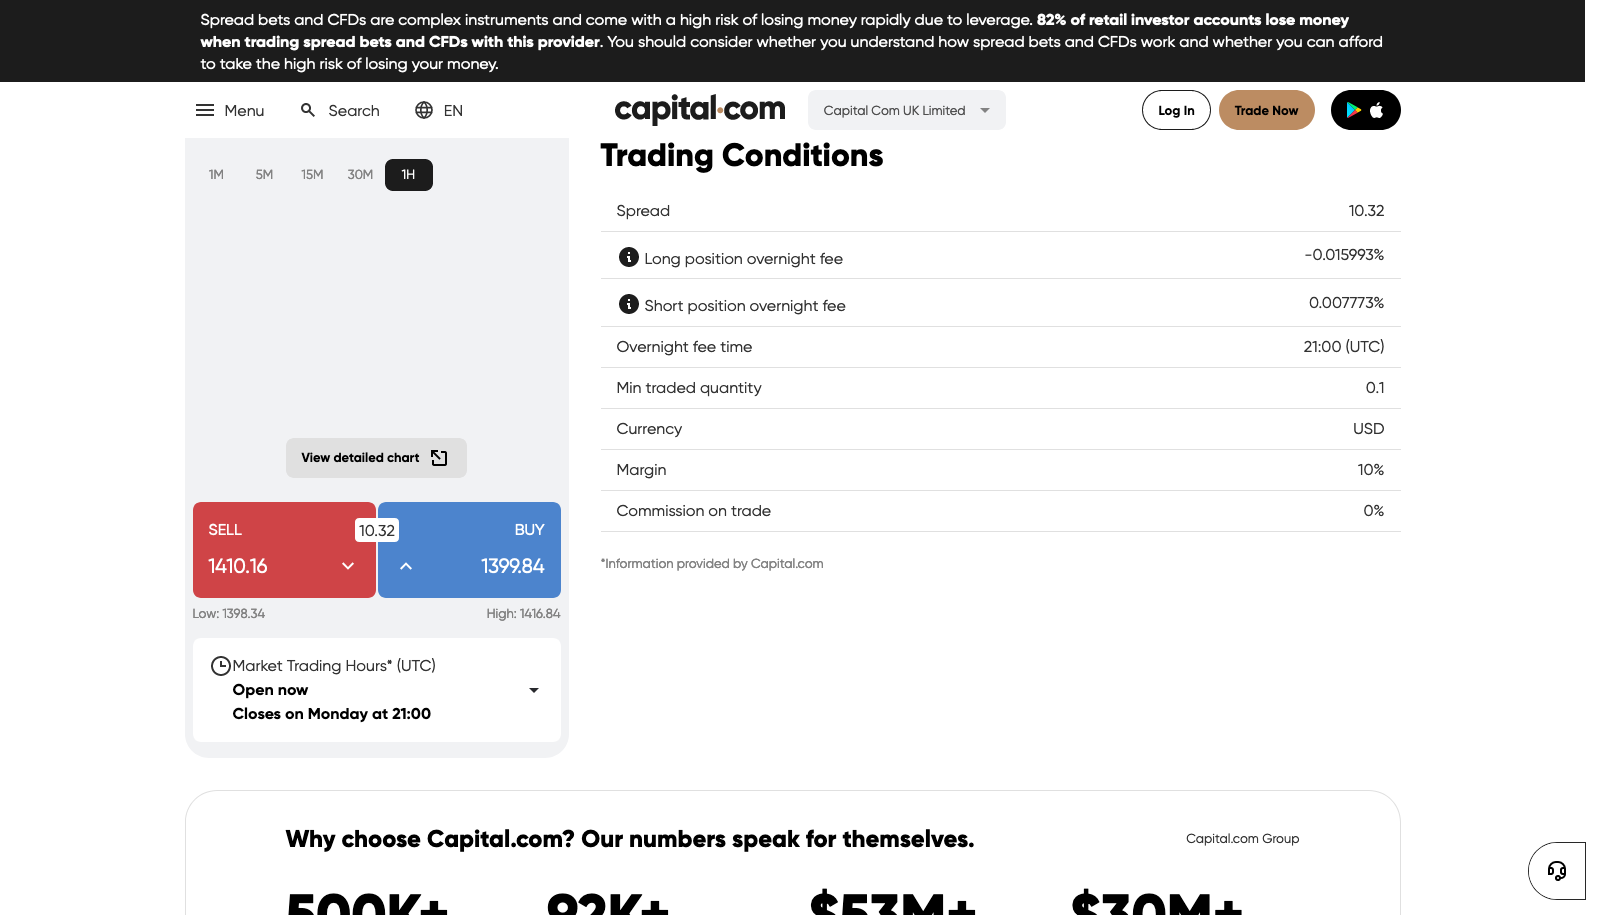 Spread bets and CFDs are complex instruments and come with a high risk of losing money rapidly due to leverage. 82% of retail investor accounts lose money
when trading spread bets and CFDs with this provider. You should consider whether you understand how spread bets and CFDs work and whether you can afford
to take the high risk of losing your money.
Menu Search EN capital.com Capital Com UK Limited Log In Trade Now
Trading Conditions
1M 5M 15M 30M 1H
View detailed chart
SELL 10.32 BUY
1410.16 1399.84
Low: 1398.34 High: 1416.84
Market Trading Hours* (UTC)
Open now
Closes on Monday at 21:00
Spread 10.32
Long position overnight fee -0.015993%
Short position overnight fee 0.007773%
Overnight fee time 21:00 (UTC)
Min traded quantity 0.1
Currency USD
Margin 10%
Commission on trade 0%
*Information provided by Capital.com
Why choose Capital.com? Our numbers speak for themselves. Capital.com Group
500K+ 92K+ $53M+ $30M+